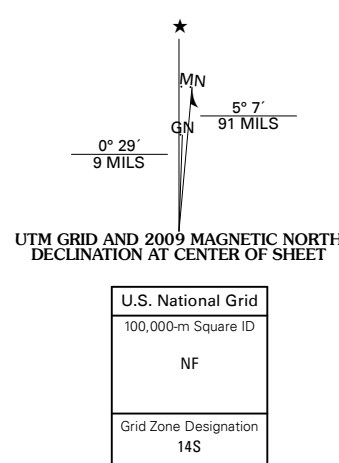 ★
MN
GN
5° 7´
91 MILS
0° 29´
9 MILS
UTM GRID AND 2009 MAGNETIC NORTH
DECLINATION AT CENTER OF SHEET
U.S. National Grid
100,000-m Square ID
NF
Grid Zone Designation
14S